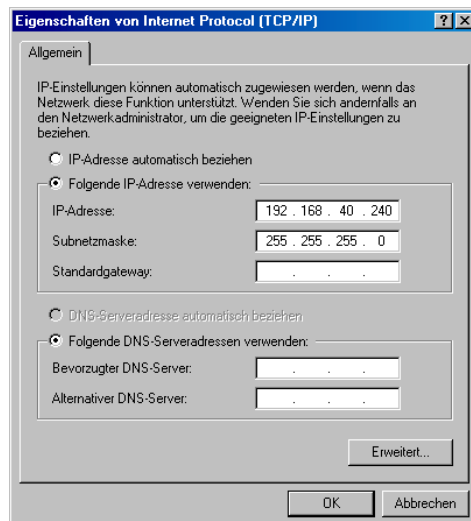 Eigenschaften von Internet Protocol (TCP/IP)
Allgemein
IP-Einstellungen können automatisch zugewiesen werden, wenn das
Netzwerk diese Funktion unterstützt. Wenden Sie sich andernfalls an
den Netzwerkadministrator, um die geeigneten IP-Einstellungen zu
beziehen.
IP-Adresse automatisch beziehen
Folgende IP-Adresse verwenden:
IP-Adresse: 192 . 168 . 40 . 240
Subnetzmaske: 255 . 255 . 255 . 0
Standardgateway: . . .
DNS-Serveradresse automatisch beziehen
Folgende DNS-Serveradressen verwenden:
Bevorzugter DNS-Server: . . .
Alternativer DNS-Server: . . .
Erweitert...
OK Abbrechen